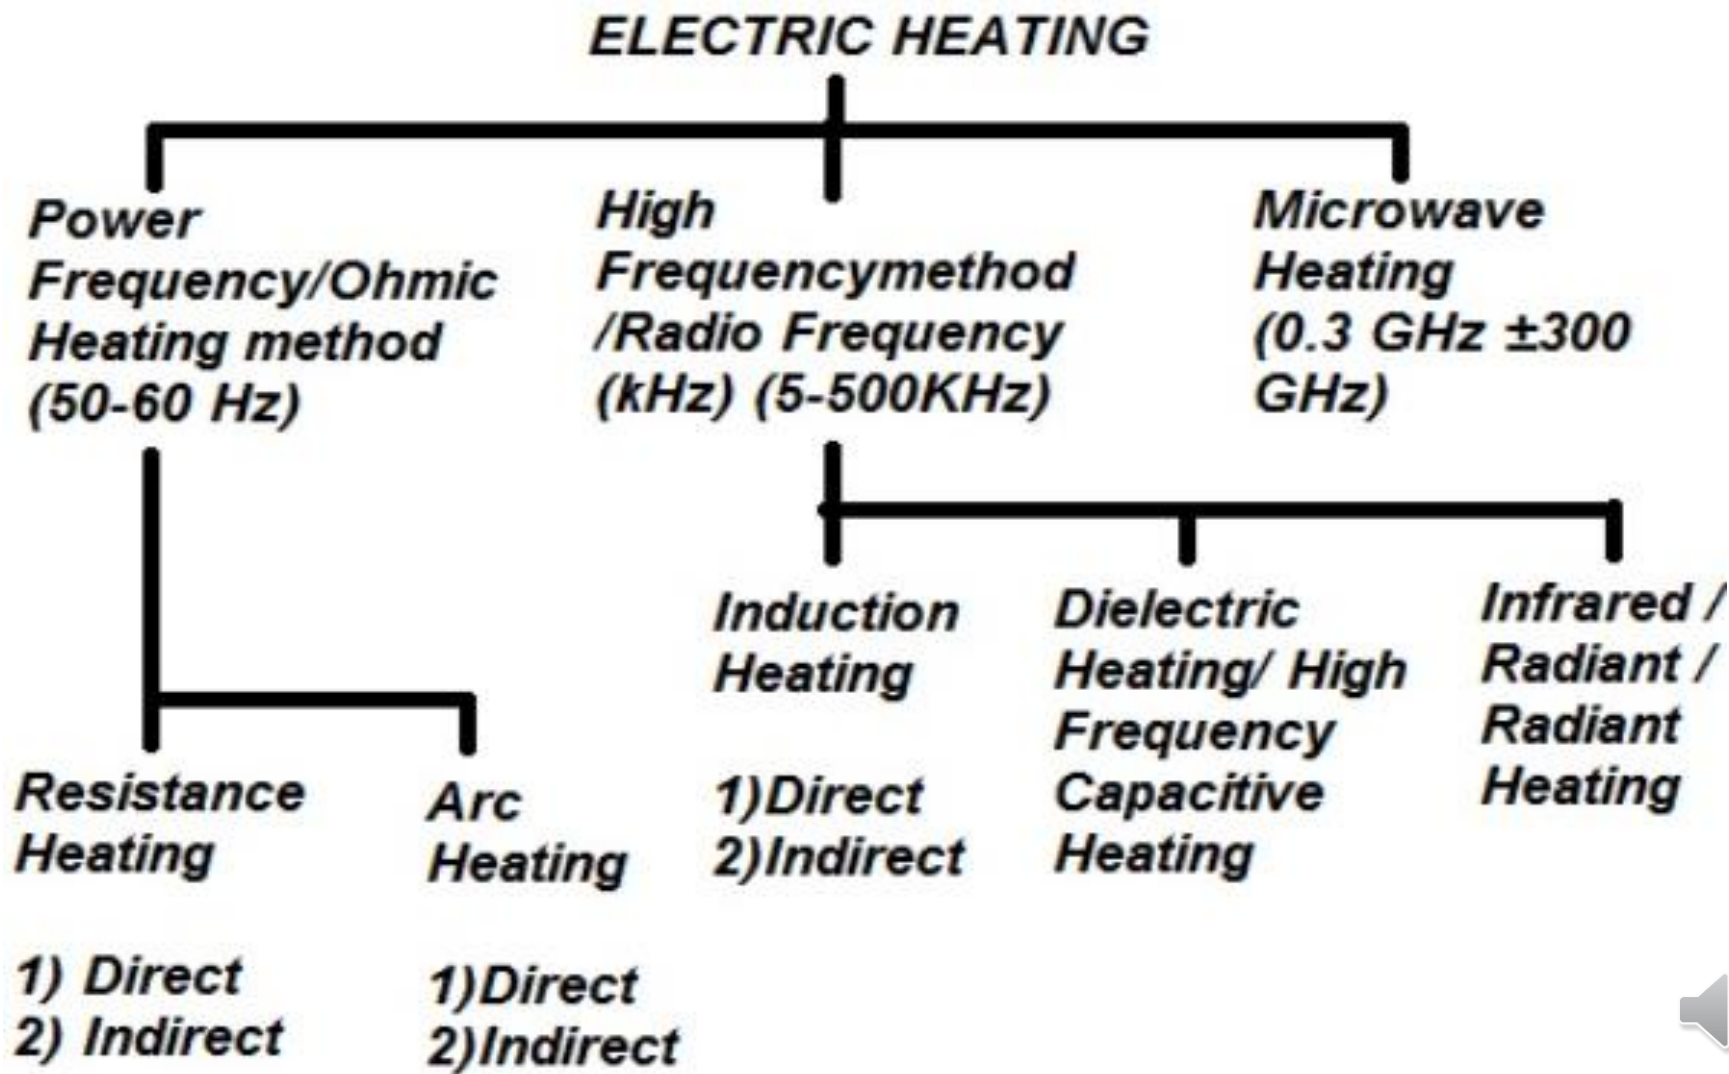 ELECTRIC HEATING
Power
Frequency/Ohmic
Heating method
(50-60 Hz)
High
Frequencymethod
/Radio Frequency
(kHz) (5-500KHz)
Microwave
Heating
(0.3 GHz ±300
GHz)
Resistance
Heating
1) Direct
2) Indirect
Arc
Heating
1)Direct
2)Indirect
Induction
Heating
1)Direct
2)Indirect
Dielectric
Heating/ High
Frequency
Capacitive
Heating
Infrared /
Radiant /
Radiant
Heating